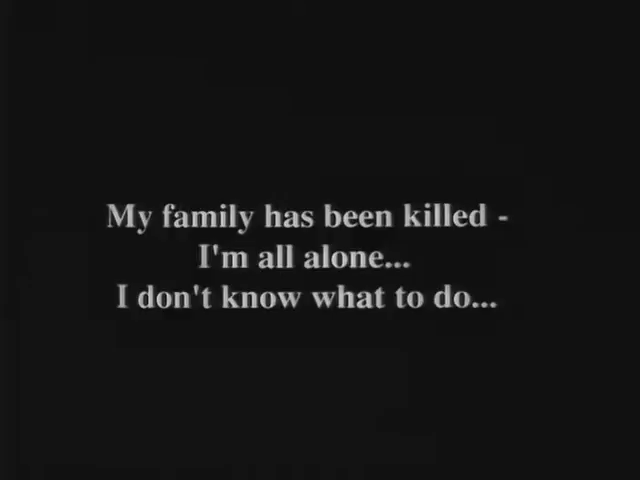 My family has been killed -
I'm all alone...
I don't know what to do...